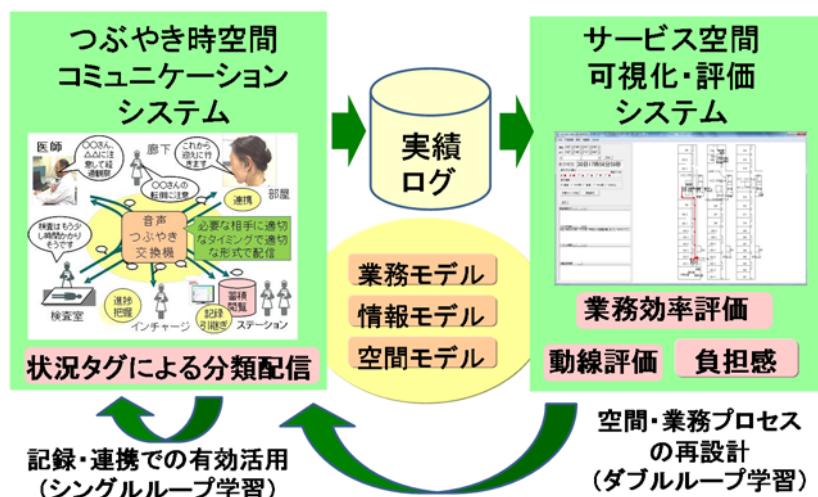 つぶやき時空間
コミュニケーション
システム
医師
〇〇さん、
△△に注
意して経
過観察
廊下
これから
迎えに行
きます
〇〇さんの
転倒に注意
連携
部屋
検査はもう少
し時間かかり
そうです
音声
つぶやき
交換機
必要な相手に適切
なタイミングで適切
な形式で配信
検査室
進捗
把握
インチャージ
記録
引継ぎ
蓄積
閲覧
ステーション
状況タグによる分類配信
実績
ログ
業務モデル
情報モデル
空間モデル
サービス空間
可視化・評価
システム
業務効率評価
動線評価
負担感
記録・連携での有効活用
(シングルループ学習)
空間・業務プロセス
の再設計
(ダブルループ学習)